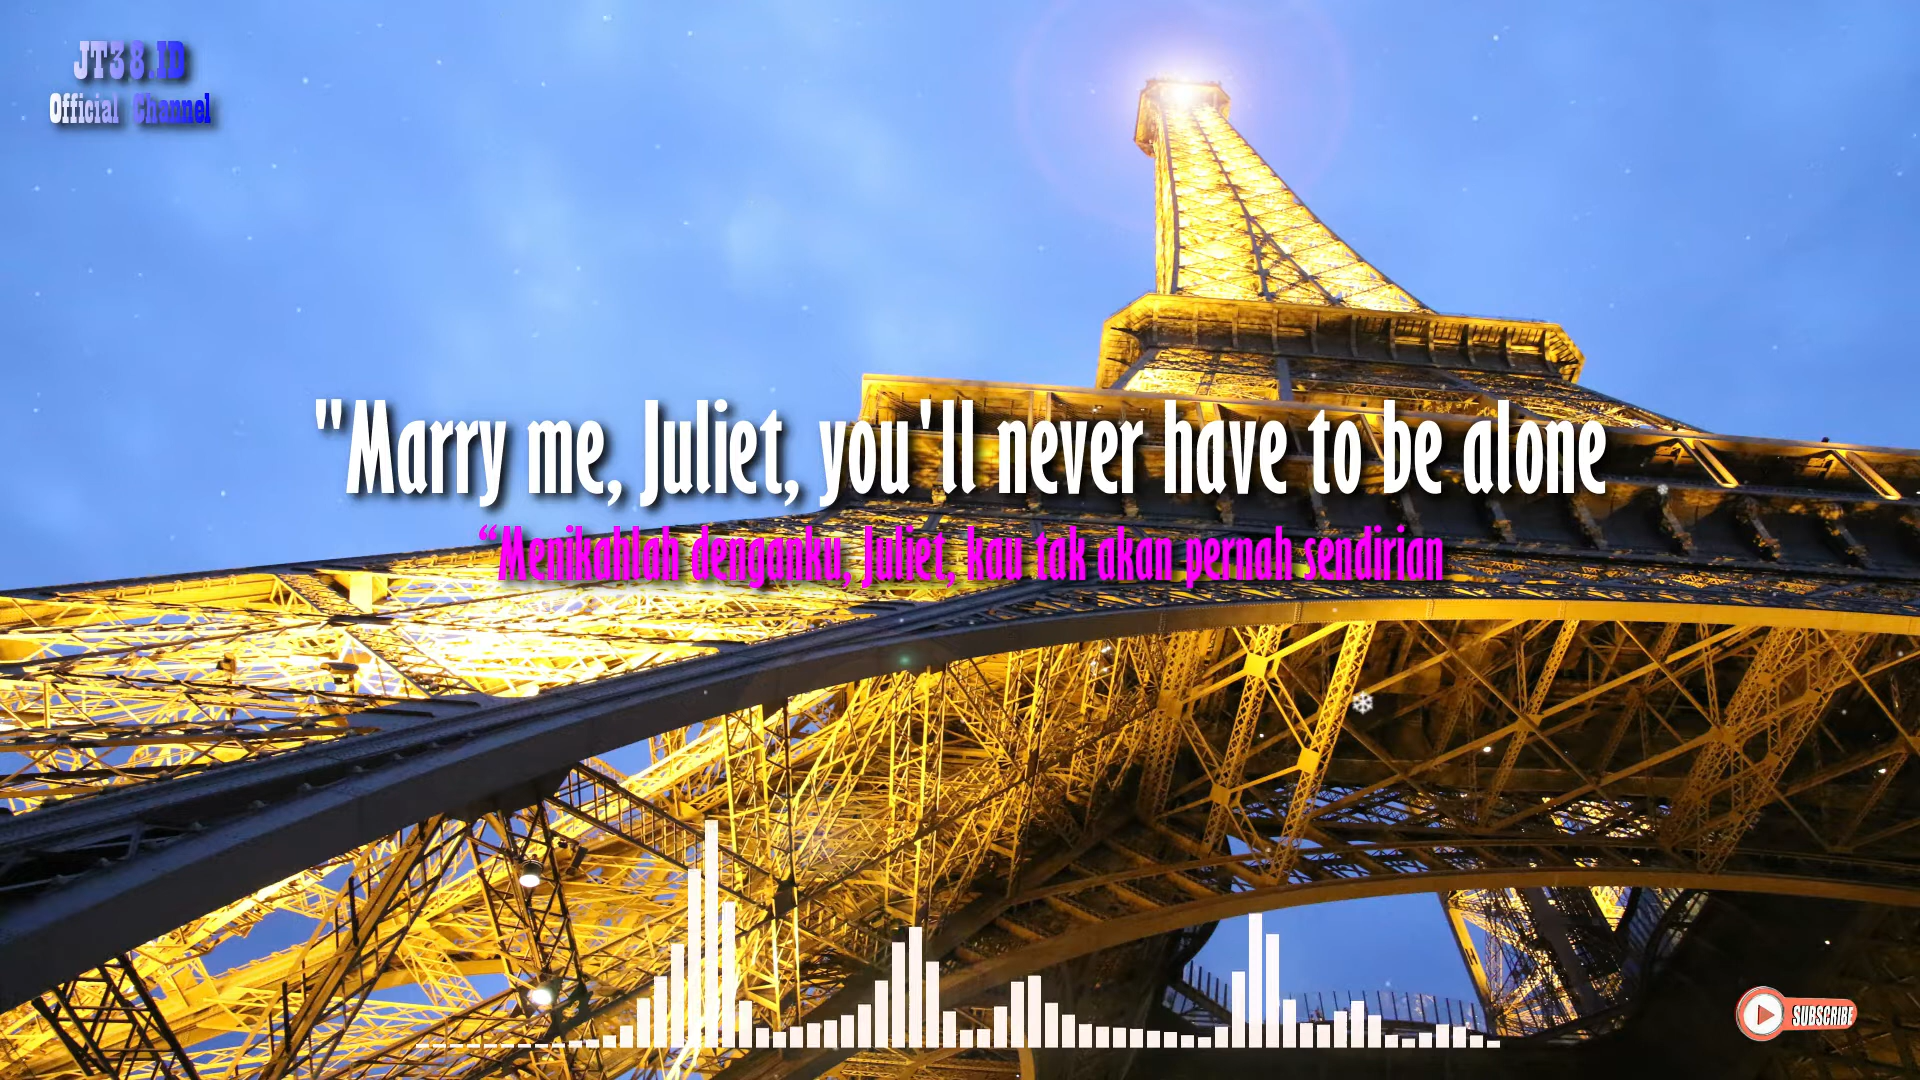 JT38.ID
Official Channel
"Marry me, Juliet, you'll never have to be alone
“Menikahlah denganku, Juliet, kau tak akan pernah sendirian
SUBSCRIBE